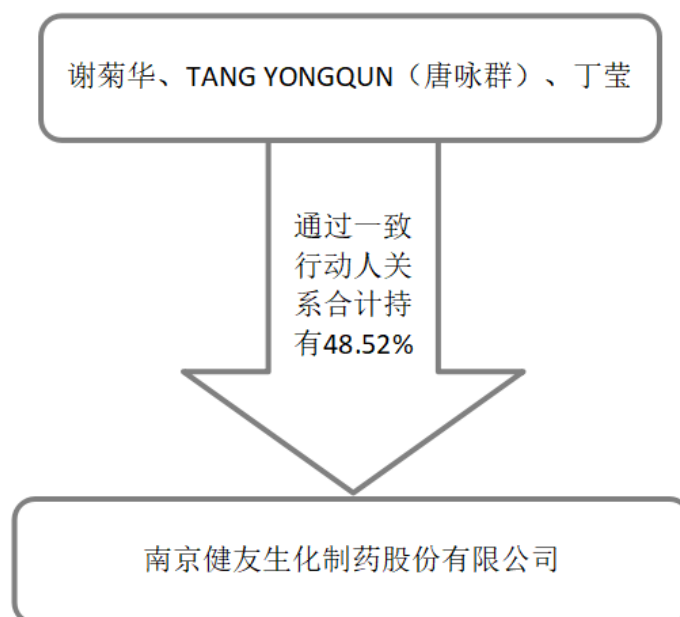 谢菊华、TANG YONGQUN（唐咏群）、丁莹
通过一致
行动人关
系合计持
有48.52%
南京健友生化制药股份有限公司